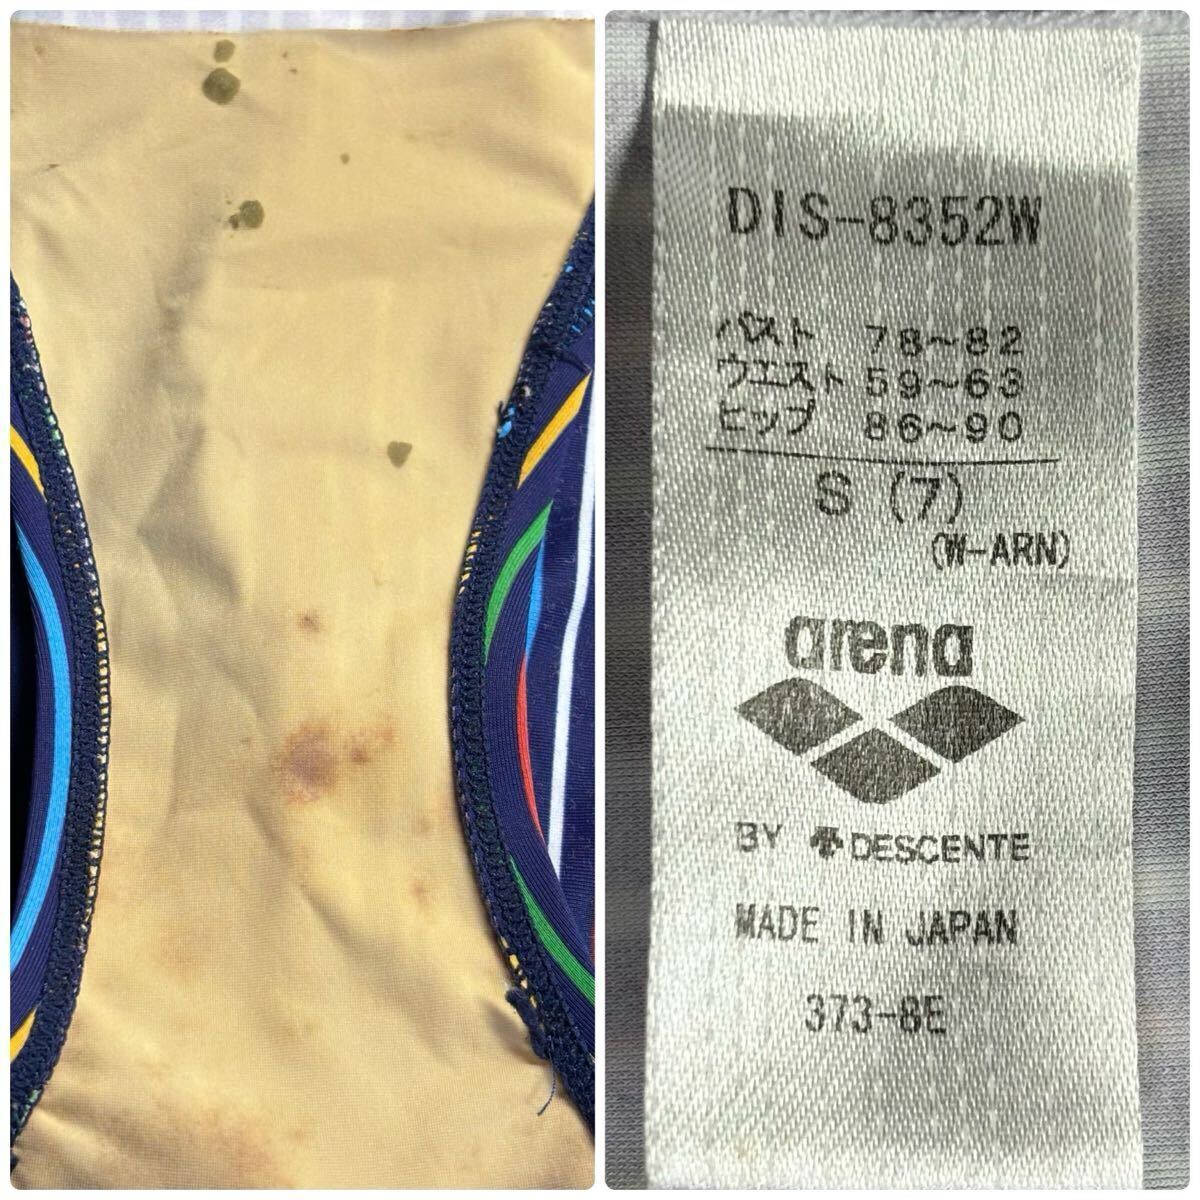 DIS-8352W
バスト 78~82
ウエスト 59~63
ヒップ 86~90
S (7)
(W-ARN)
arena
BY DESCENTE
MADE IN JAPAN
373-8E